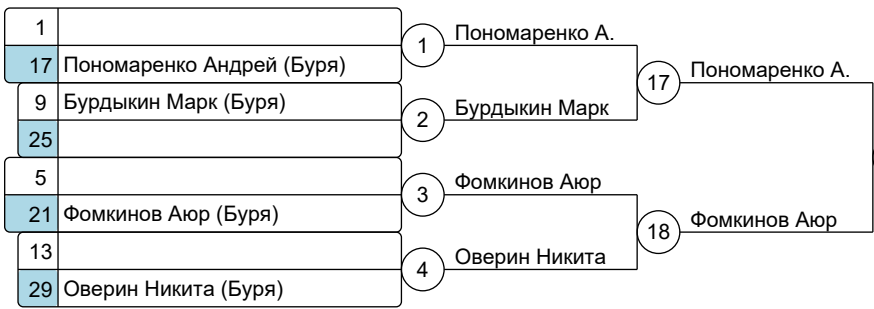 1
17 Пономаренко Андрей (Буря)
9 Бурдыкин Марк (Буря)
25
5
21 Фомкинов Аюр (Буря)
13
29 Оверин Никита (Буря)
1
2
3
4
Пономаренко А.
Бурдыкин Марк
Фомкинов Аюр
Оверин Никита
17
18
Пономаренко А.
Фомкинов Аюр